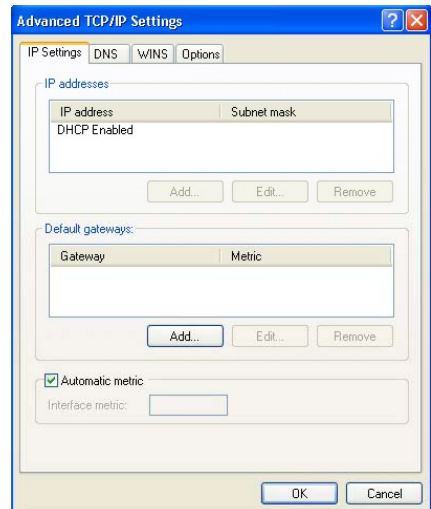 Advanced TCP/IP Settings
IP Settings DNS WINS Options
IP addresses
IP address Subnet mask
DHCP Enabled
Add... Edit... Remove
Default gateways:
Gateway Metric
Add... Edit... Remove
Automatic metric
Interface metric:
OK Cancel